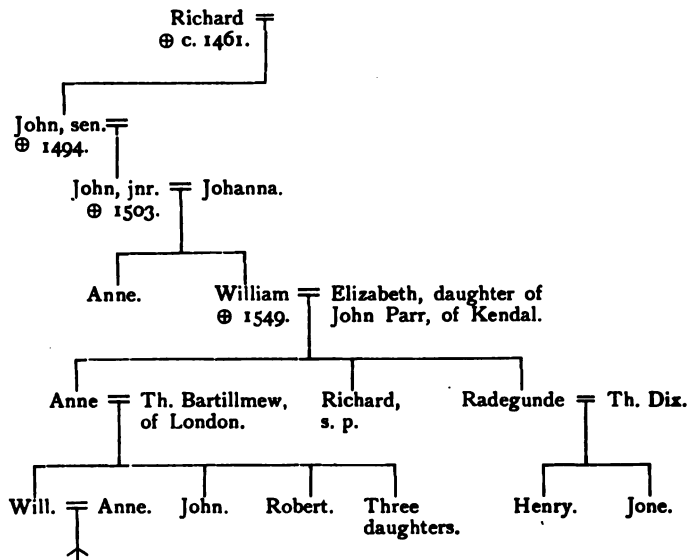 Richard =
⊕ c. 1461.
John, sen. =
⊕ 1494.
John, jnr. = Johanna.
⊕ 1503.
Anne. William = Elizabeth, daughter of
⊕ 1549. John Parr, of Kendal.
Anne = Th. Bartillmew, Richard, Radegunde = Th. Dix.
of London. s. p.
Will. = Anne. John. Robert. Three Henry. Jone.
daughters.